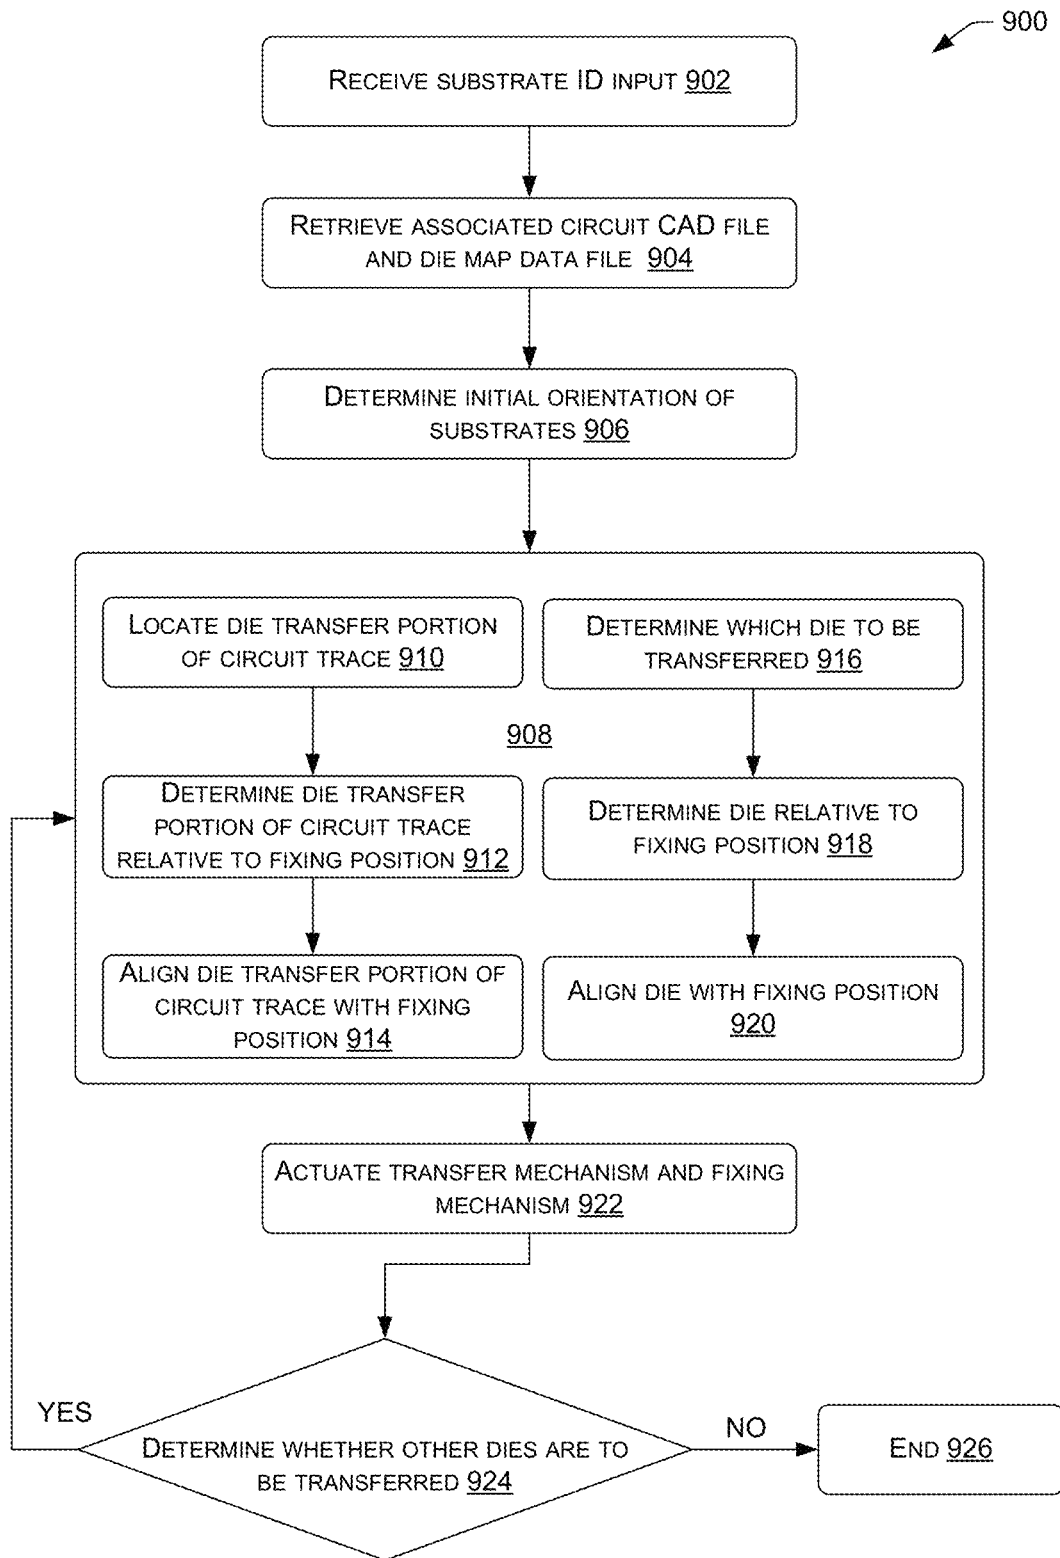 900
RECEIVE SUBSTRATE ID INPUT 902
RETRIEVE ASSOCIATED CIRCUIT CAD FILE
AND DIE MAP DATA FILE 904
DETERMINE INITIAL ORIENTATION OF
SUBSTRATES 906
LOCATE DIE TRANSFER PORTION
OF CIRCUIT TRACE 910
DETERMINE WHICH DIE TO BE
TRANSFERRED 916
908
DETERMINE DIE TRANSFER
PORTION OF CIRCUIT TRACE
RELATIVE TO FIXING POSITION 912
DETERMINE DIE RELATIVE TO
FIXING POSITION 918
ALIGN DIE TRANSFER PORTION OF
CIRCUIT TRACE WITH FIXING
POSITION 914
ALIGN DIE WITH FIXING POSITION
920
ACTUATE TRANSFER MECHANISM AND FIXING
MECHANISM 922
YES
DETERMINE WHETHER OTHER DIES ARE TO
BE TRANSFERRED 924
NO
END 926